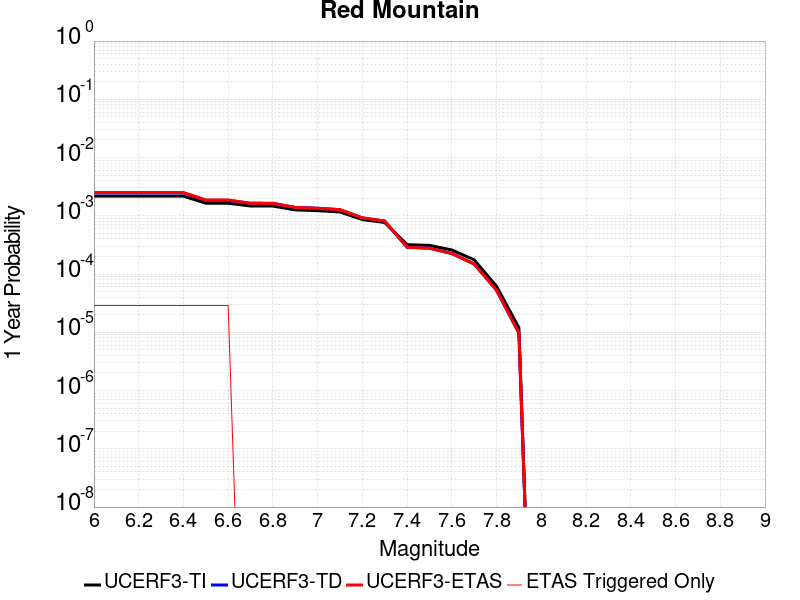 Red Mountain
10^0
10^-1
10^-2
10^-3
10^-4
10^-5
10^-6
10^-7
10^-8
1 Year Probability
6 6.2 6.4 6.6 6.8 7 7.2 7.4 7.6 7.8 8 8.2 8.4 8.6 8.8 9
Magnitude
UCERF3-TI UCERF3-TD UCERF3-ETAS ETAS Triggered Only